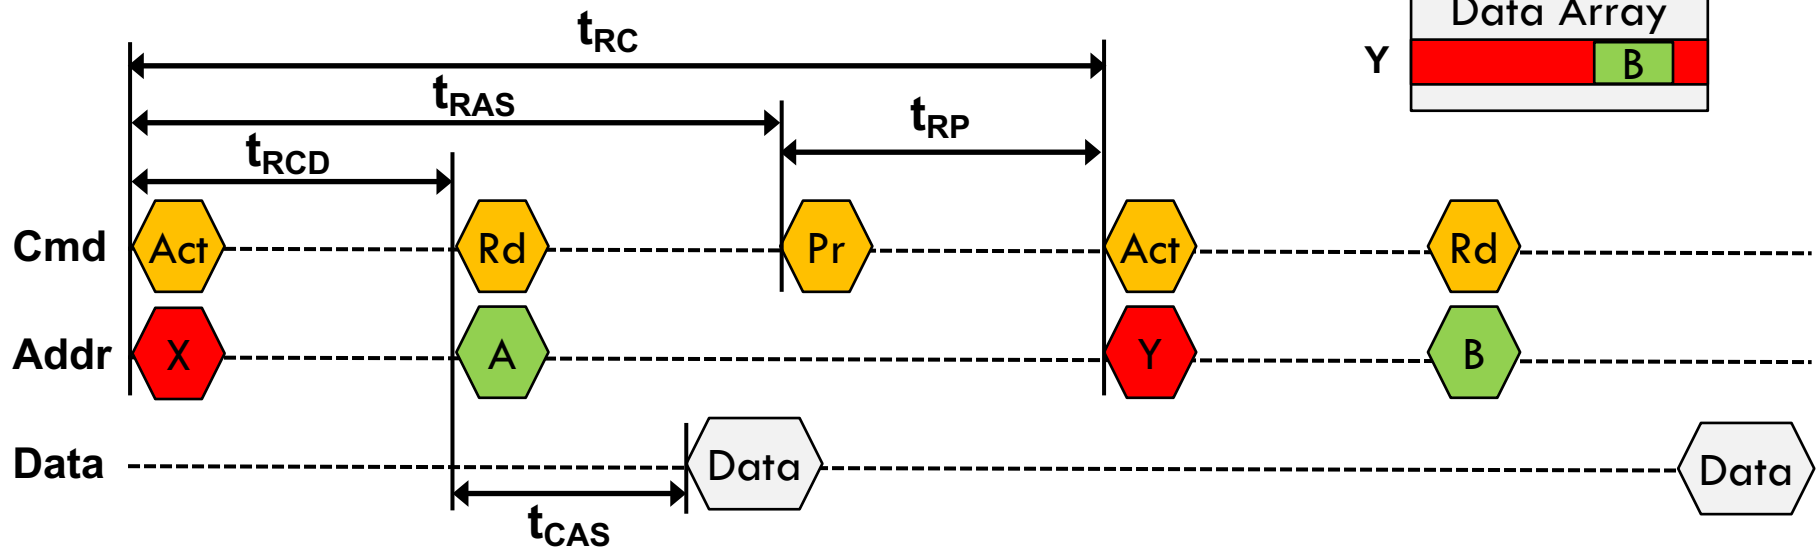 Data Array
Y B
tRC
tRAS
tRP
tRCD
Cmd Act Rd Pr Act Rd
Addr X A Y B
Data Data Data
tCAS